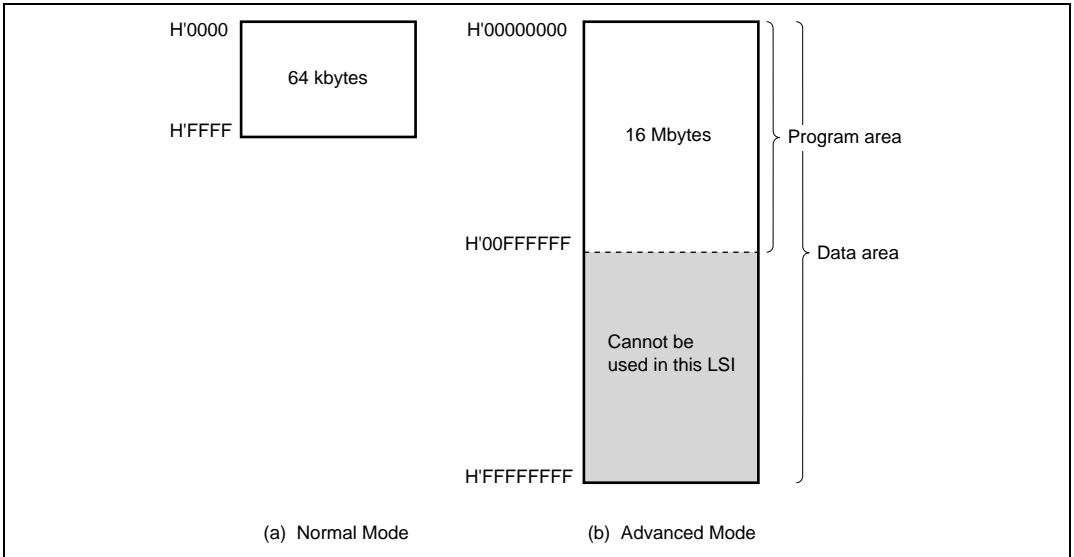 H'0000
64 kbytes
H'FFFF
H'00000000
16 Mbytes
Program area
H'00FFFFFF
Data area
Cannot be
used in this LSI
H'FFFFFFFF
(a) Normal Mode
(b) Advanced Mode